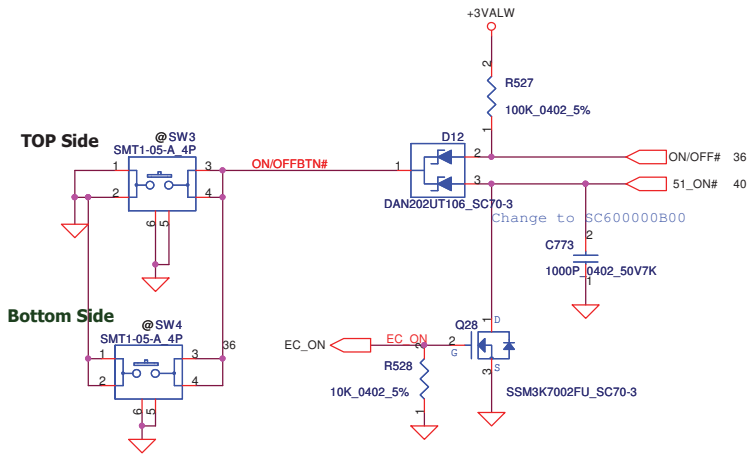 +3VALW
2
R527
100K_0402_5%
1
TOP Side
@SW3
SMT1-05-A_4P
1
2
3
4
6
5
ON/OFFBTN#
D12
1
2
3
DAN202UT106_SC70-3
ON/OFF# 36
51_ON# 40
Change to SC600000B00
C773
2
1000P_0402_50V7K
1
Bottom Side
@SW4
SMT1-05-A_4P
36
1
2
3
4
6
5
EC_ON
EC_ON
2
R528
10K_0402_5%
1
Q28
1
D
2
G
3
S
SSM3K7002FU_SC70-3